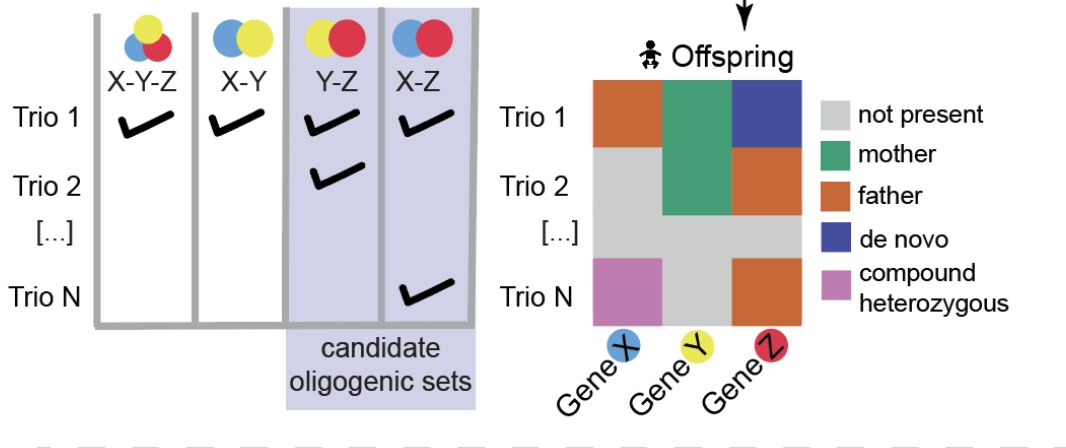 Offspring
X-Y-Z X-Y Y-Z X-Z
Trio 1
Trio 2
[...]
Trio N
candidate
oligogenic sets
Trio 1
Trio 2
[...]
Trio N
Gene X
Gene Y
Gene Z
not present
mother
father
de novo
compound
heterozygous